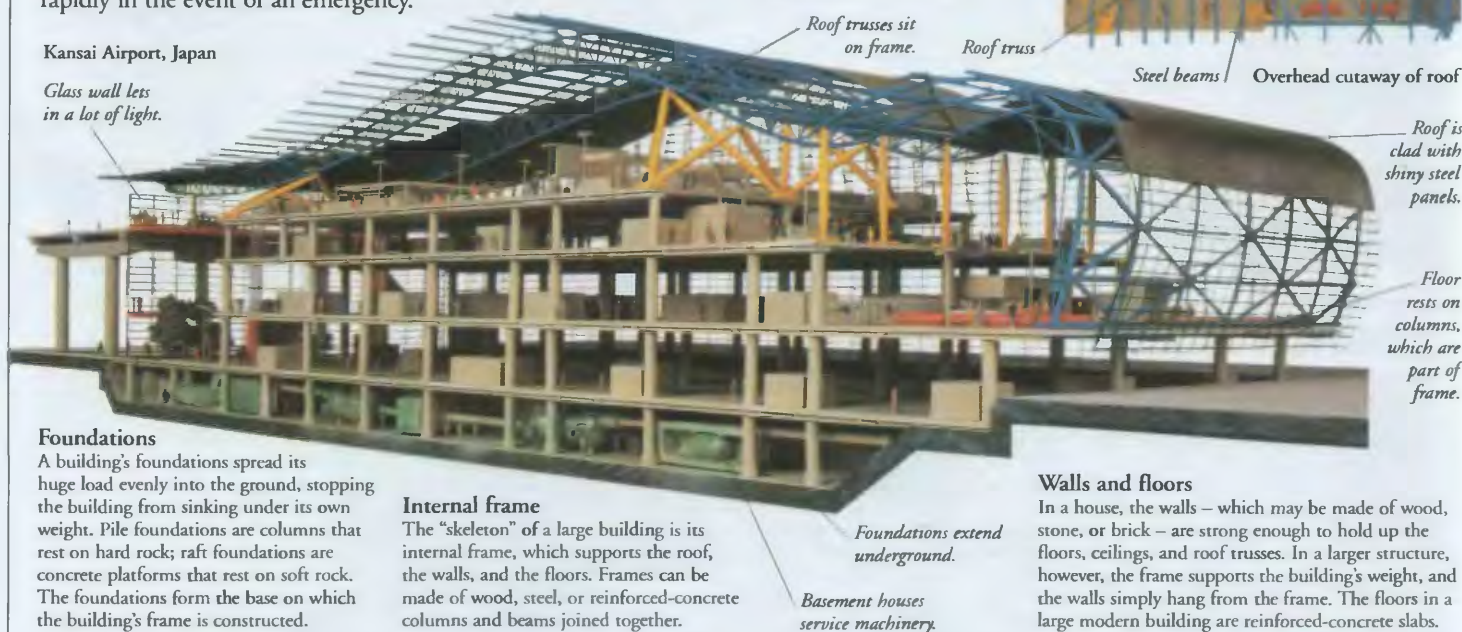 rapidly in the event of an emergency.
Kansai Airport, Japan
Glass wall lets
in a lot of light.
Roof trusses sit
on frame.
Roof truss
Steel beams
Overhead cutaway of roof
Roof is
clad with
shiny steel
panels.
Floor
rests on
columns,
which are
part of
frame.
Foundations
A building's foundations spread its
huge load evenly into the ground, stopping
the building from sinking under its own
weight. Pile foundations are columns that
rest on hard rock; raft foundations are
concrete platforms that rest on soft rock.
The foundations form the base on which
the building's frame is constructed.
Internal frame
The "skeleton" of a large building is its
internal frame, which supports the roof,
the walls, and the floors. Frames can be
made of wood, steel, or reinforced-concrete
columns and beams joined together.
Foundations extend
underground.
Basement houses
service machinery.
Walls and floors
In a house, the walls – which may be made of wood,
stone, or brick – are strong enough to hold up the
floors, ceilings, and roof trusses. In a larger structure,
however, the frame supports the building's weight, and
the walls simply hang from the frame. The floors in a
large modern building are reinforced-concrete slabs.